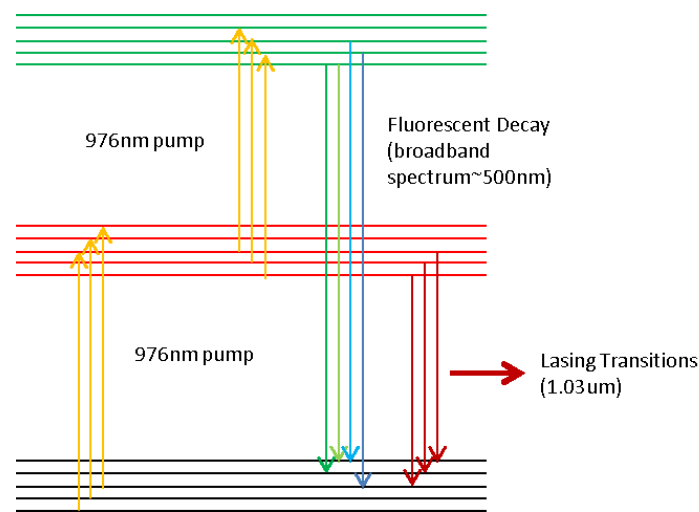 976nm pump
Fluorescent Decay
(broadband
spectrum~500nm)
976nm pump
Lasing Transitions
(1.03um)